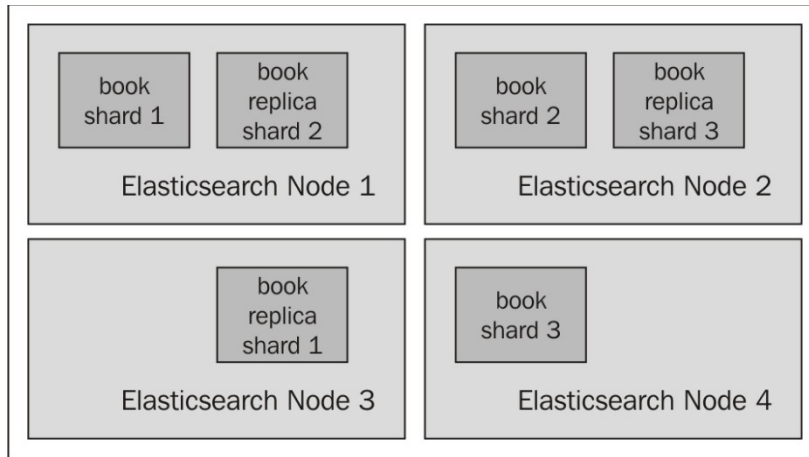 book
shard 1
book
replica
shard 2
Elasticsearch Node 1
book
shard 2
book
replica
shard 3
Elasticsearch Node 2
book
replica
shard 1
Elasticsearch Node 3
book
shard 3
Elasticsearch Node 4